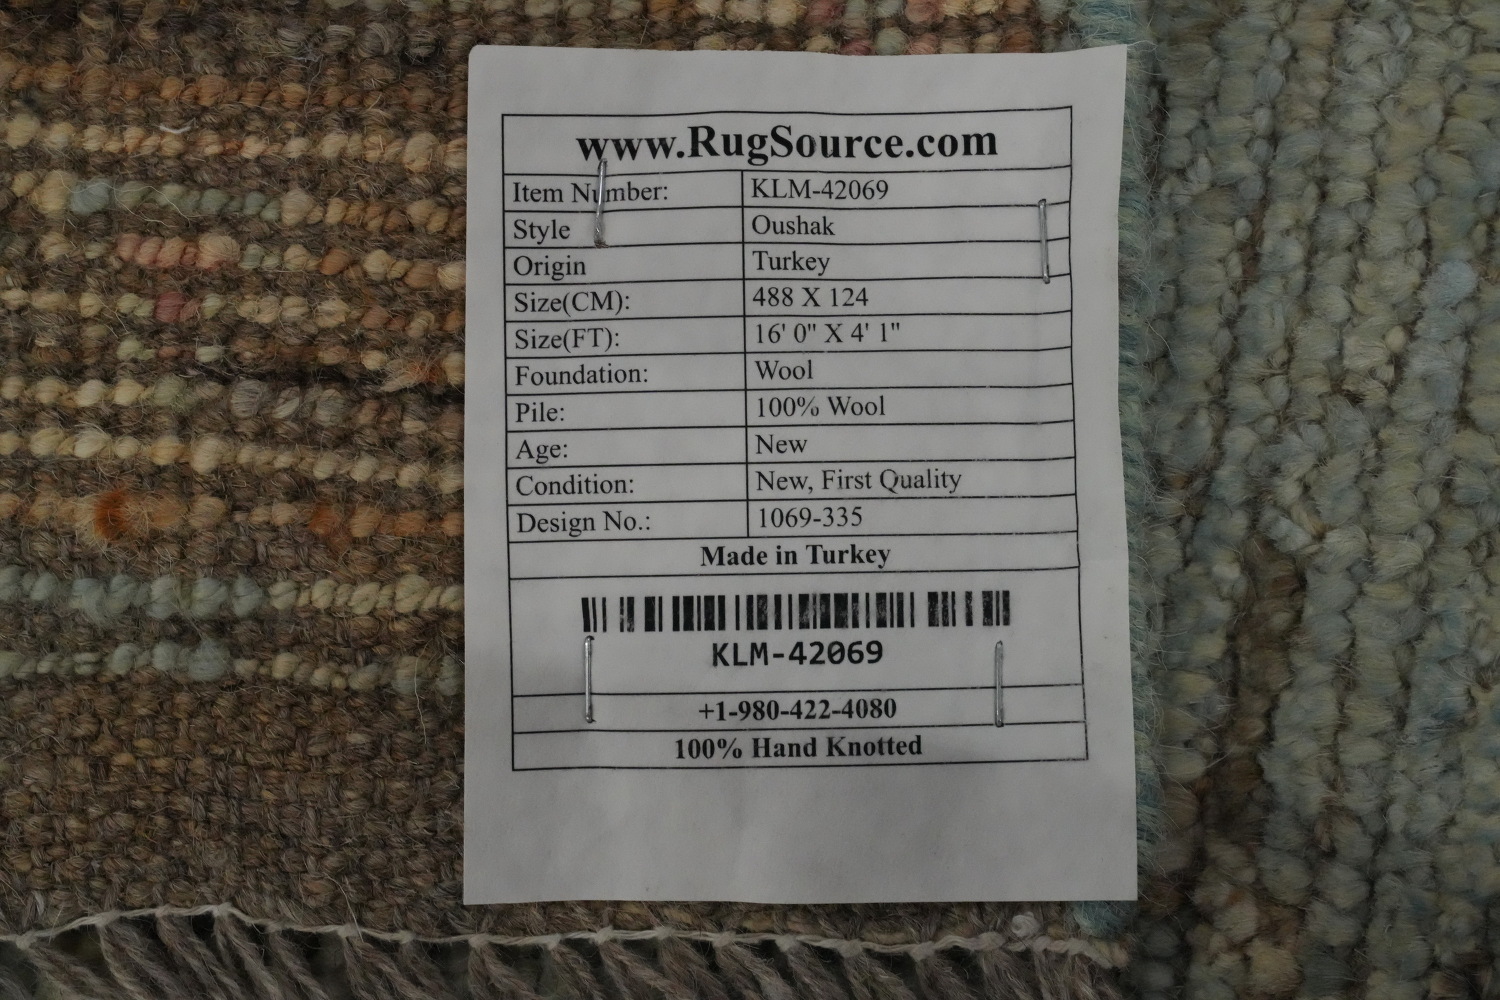 www.RugSource.com
Item Number: KLM-42069
Style Oushak
Origin Turkey
Size(CM): 488 X 124
Size(FT): 16' 0" X 4' 1"
Foundation: Wool
Pile: 100% Wool
Age: New
Condition: New, First Quality
Design No.: 1069-335
Made in Turkey
KLM-42069
+1-980-422-4080
100% Hand Knotted